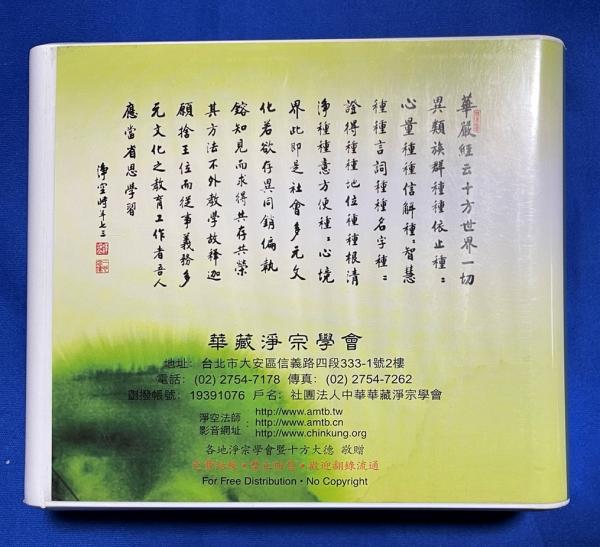 華嚴經云十方世界一切
異類族群種種依止種〻
心量種種信解種〻智慧
種種言詞種種名字種〻
證得種種地位種種根清
淨種種意方便種〻心境
界此即是社會多元文
化若欲存異同銷偏執
鎔知見而求得共存共榮
其方法不外教學故釋迦
願捨王位而從事義務多
元文化之教育工作者吾人
應當省思學習
淨空時年七三
華藏淨宗學會
地址: 台北市大安區信義路四段333-1號2樓
電話: (02) 2754-7178 傳真: (02) 2754-7262
劃撥帳號: 19391076 戶名: 社團法人中華華藏淨宗學會
淨空法師影音網址:
http://www.amtb.tw
http://www.amtb.cn
http://www.chinkung.org
各地淨宗學會暨十方大德 敬贈
歡迎翻錄流通
For Free Distribution・No Copyright